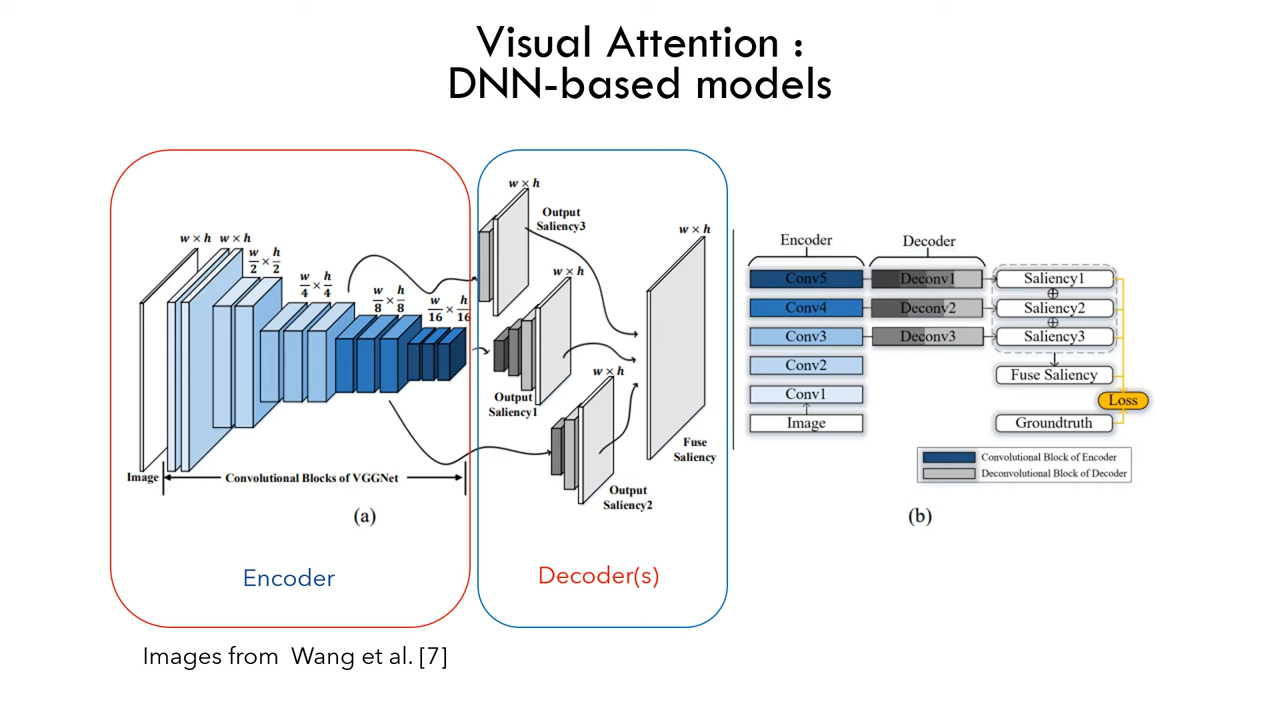 Visual Attention :
DNN-based models
w × h
w × h
w/2 × h/2
w/4 × h/4
w/8 × h/8
w/16 × h/16
Image
Convolutional Blocks of VGGNet
(a)
Encoder
w × h
Output
Saliency3
w × h
Output
Saliency1
w × h
Output
Saliency2
w × h
Fuse
Saliency
Decoder(s)
Encoder
Decoder
Conv5
Deconv1
Saliency1
⊕
Conv4
Deconv2
Saliency2
⊕
Conv3
Deconv3
Saliency3
Conv2
Fuse Saliency
Conv1
Loss
Image
Groundtruth
Convolutional Block of Encoder
Deconvolutional Block of Decoder
(b)
Images from Wang et al. [7]